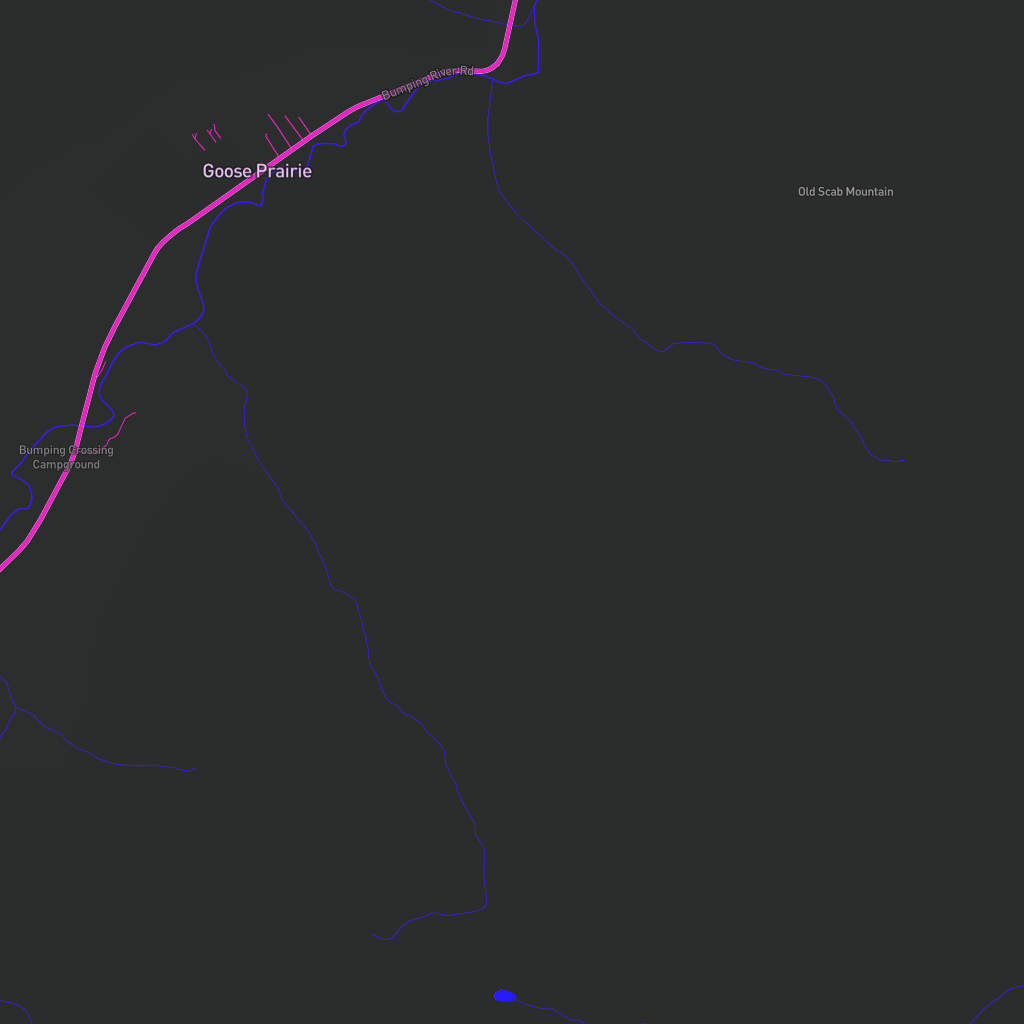 Bumping River Rd
Goose Prairie
Old Scab Mountain
Bumping Crossing
Campground